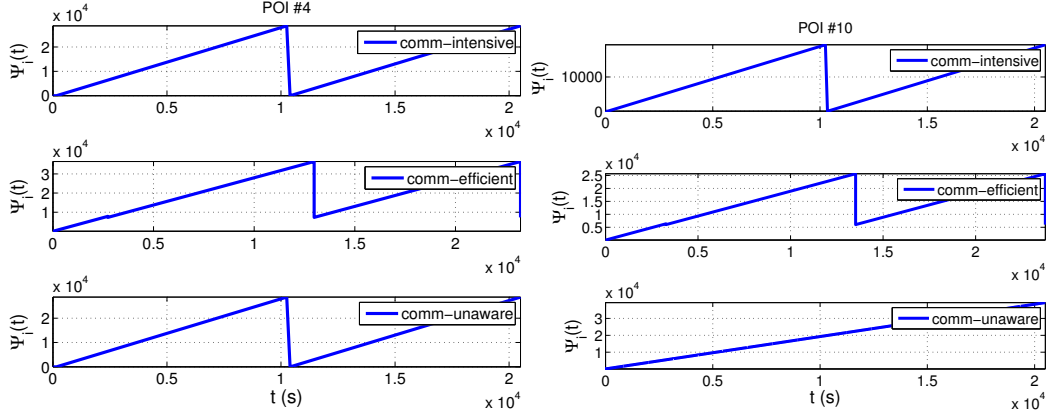 POI #4
x 10^4
Ψi(t)
2
1
0
comm-intensive
0 0.5 1 1.5 2
x 10^4
x 10^4
Ψi(t)
3
2
1
comm-efficient
0 0.5 1 1.5 2
x 10^4
x 10^4
Ψi(t)
2
1
0
comm-unaware
0 0.5 1 1.5 2
t (s)
x 10^4
POI #10
Ψi(t)
10000
0
comm-intensive
0 0.5 1 1.5 2
x 10^4
x 10^4
Ψi(t)
2.5
2
1.5
1
0.5
comm-efficient
0 0.5 1 1.5 2
x 10^4
x 10^4
Ψi(t)
3
2
1
comm-unaware
0 0.5 1 1.5 2
t (s)
x 10^4